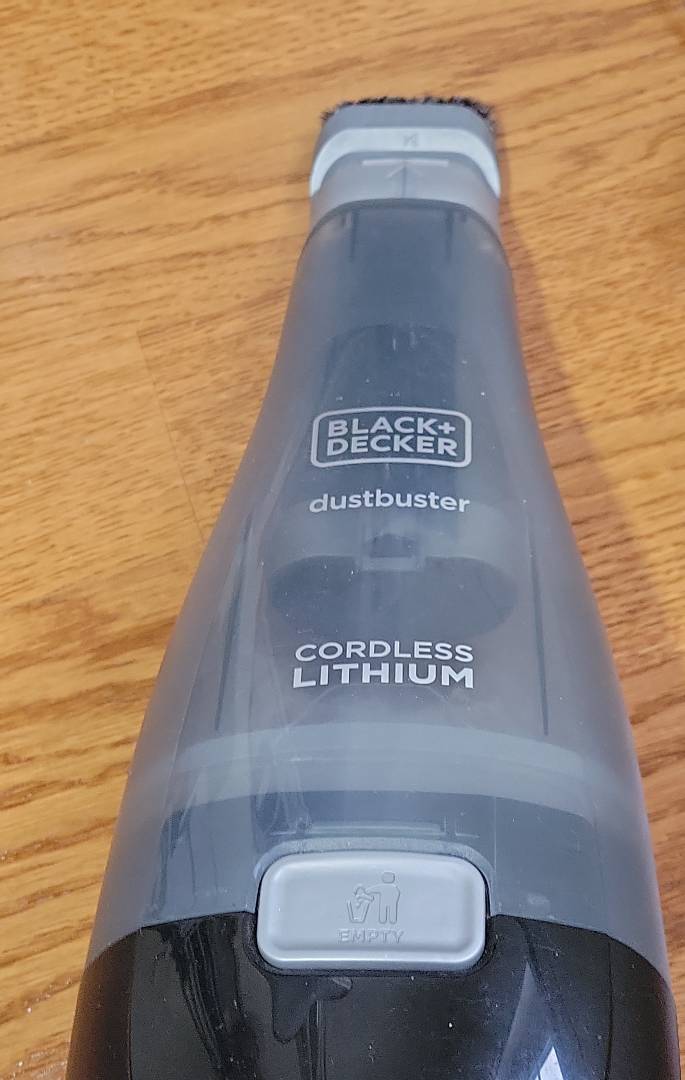 BLACK+
DECKER
dustbuster
CORDLESS
LITHIUM
EMPTY